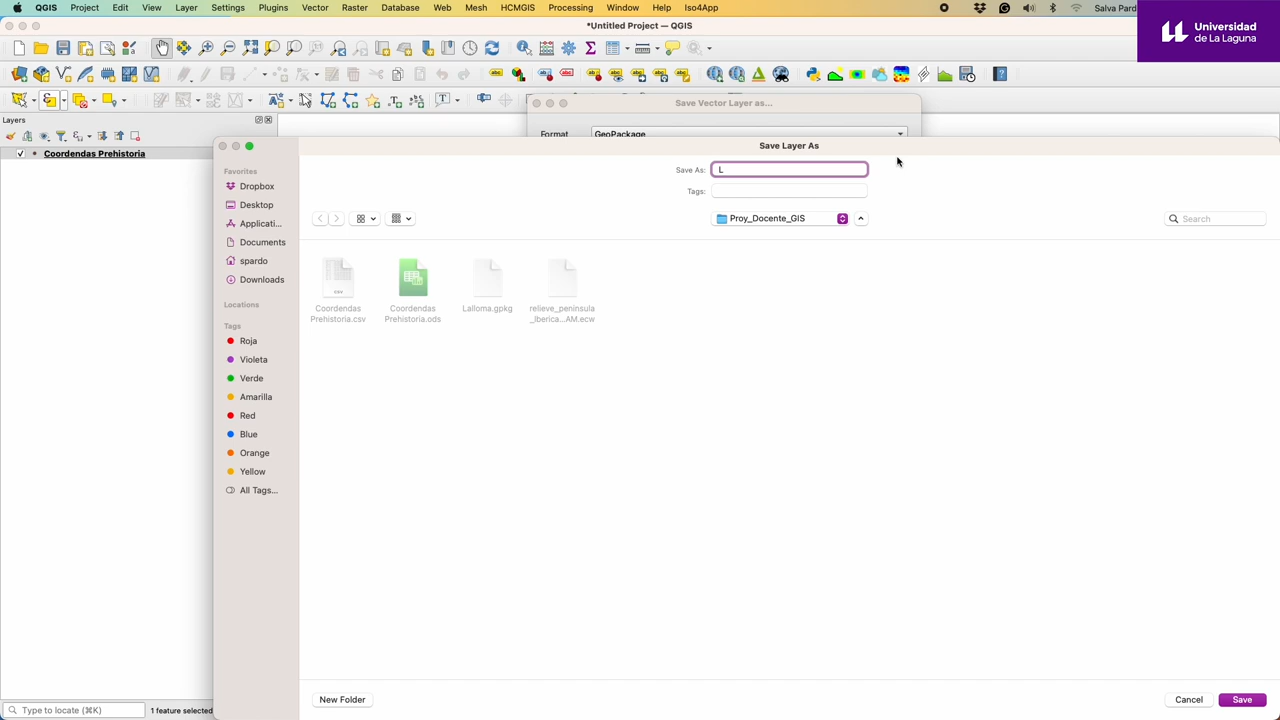 QGIS Project Edit View Layer Settings Plugins Vector Raster Database Web Mesh HCMGIS Processing Window Help Iso4App Salva Pard
Universidad
de La Laguna
*Untitled Project — QGIS
Layers
Save Vector Layer as...
Format GeoPackage
Coordendas Prehistoria
Save Layer As
Favorites
Dropbox
Desktop
Applicati...
Documents
spardo
Downloads
Locations
Tags
Roja
Violeta
Verde
Amarilla
Red
Blue
Orange
Yellow
All Tags...
Save As: L
Tags:
Proy_Docente_GIS
Search
CSV
Coordendas
Prehistoria.csv
Coordendas
Prehistoria.ods
Lalloma.gpkg
relieve_peninsula
_Iberica...AM.ecw
New Folder
Cancel
Save
Type to locate (⌘K)
1 feature selected